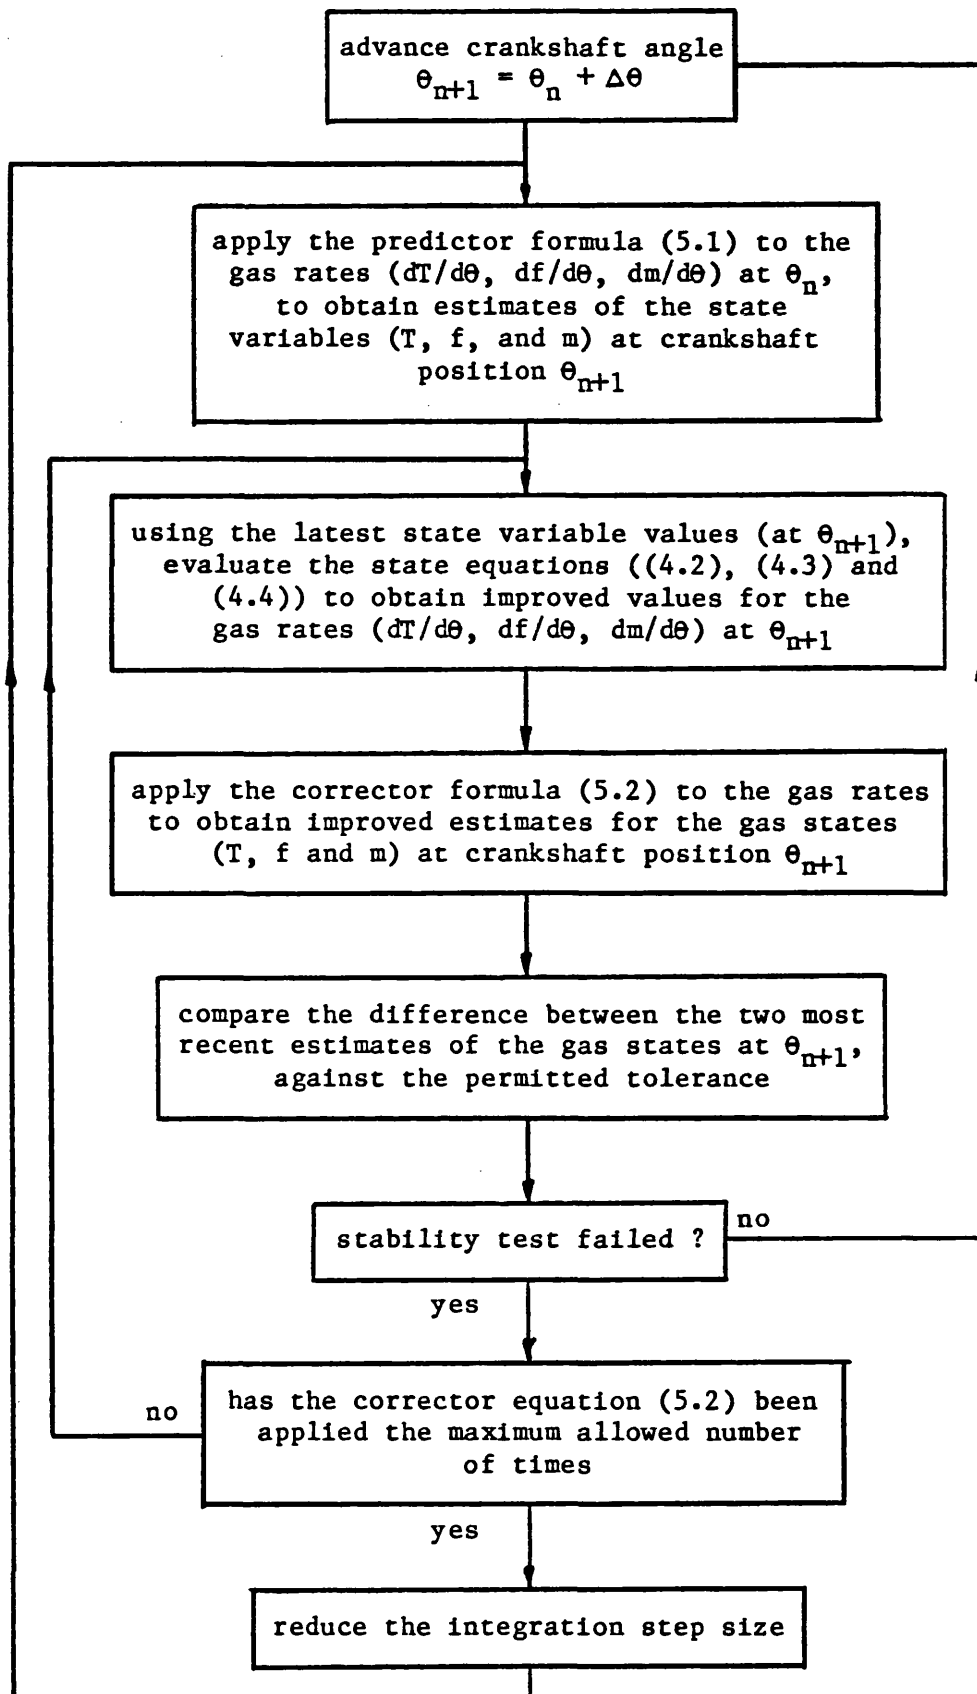 advance crankshaft angle
θn+1 = θn + Δθ
apply the predictor formula (5.1) to the
gas rates (dT/dθ, df/dθ, dm/dθ) at θn,
to obtain estimates of the state
variables (T, f, and m) at crankshaft
position θn+1
using the latest state variable values (at θn+1),
evaluate the state equations ((4.2), (4.3) and
(4.4)) to obtain improved values for the
gas rates (dT/dθ, df/dθ, dm/dθ) at θn+1
apply the corrector formula (5.2) to the gas rates
to obtain improved estimates for the gas states
(T, f and m) at crankshaft position θn+1
compare the difference between the two most
recent estimates of the gas states at θn+1,
against the permitted tolerance
stability test failed ?
no
yes
has the corrector equation (5.2) been
applied the maximum allowed number
of times
no
yes
reduce the integration step size